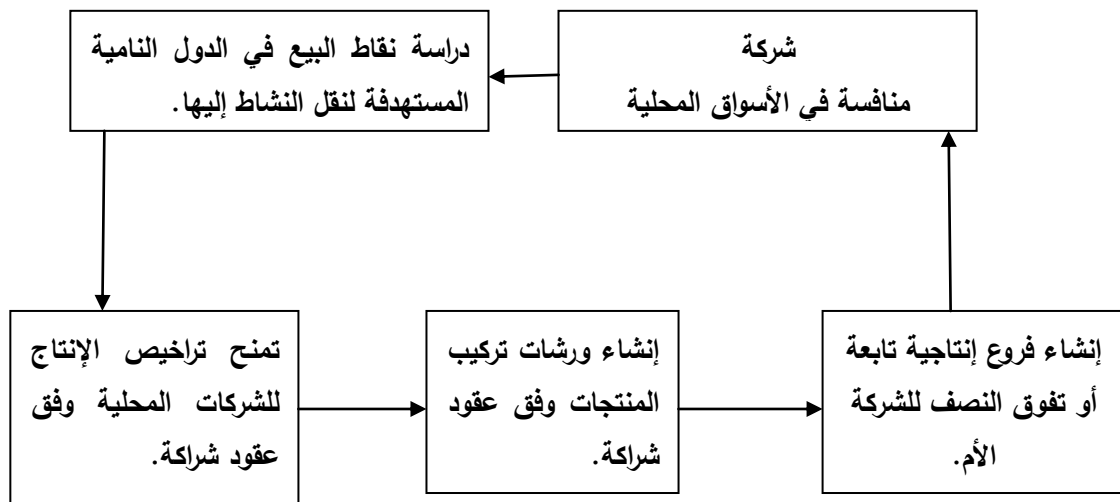 شركة
منافسة في الأسواق المحلية
دراسة نقاط البيع في الدول النامية
المستهدفة لنقل النشاط إليها.
إنشاء فروع إنتاجية تابعة
أو تفوق النصف للشركة
الأم.
إنشاء ورشات تركيب
المنتجات وفق عقود
شراكة.
تمنح تراخيص الإنتاج
للشركات المحلية وفق
عقود شراكة.